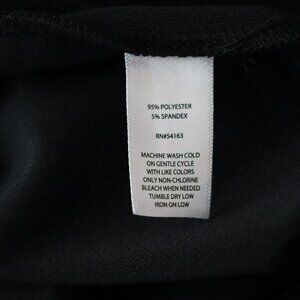 95% POLYESTER
5% SPANDEX
RN#54163
MACHINE WASH COLD
ON GENTLE CYCLE
WITH LIKE COLORS
ONLY NON-CHLORINE
BLEACH WHEN NEEDED
TUMBLE DRY LOW
IRON ON LOW